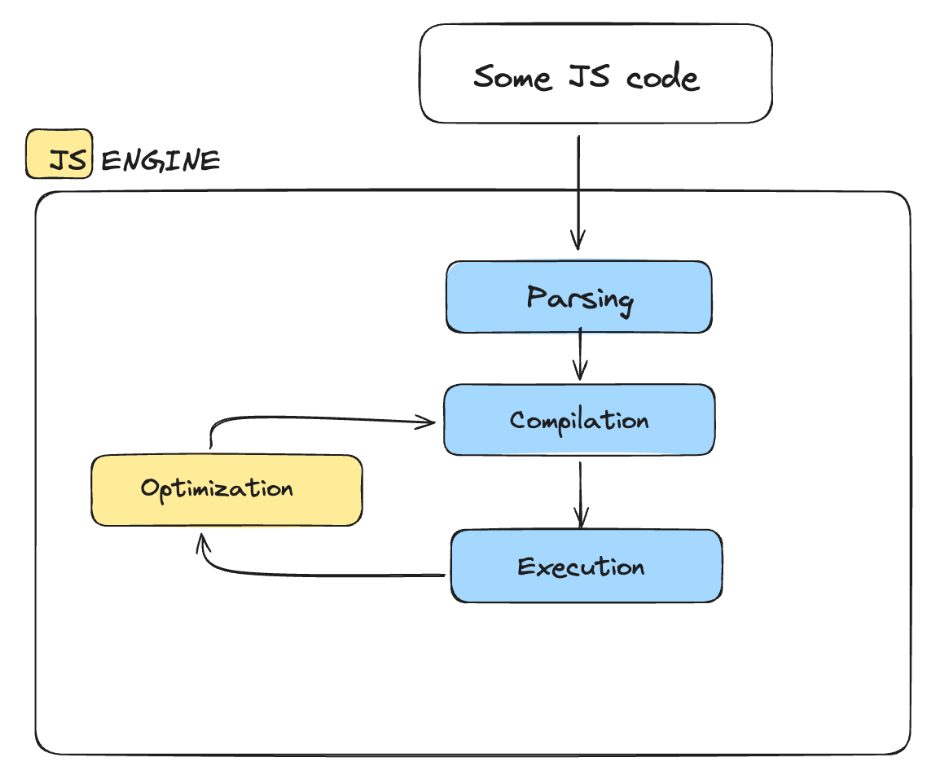 Some JS code
JS ENGINE
Parsing
Compilation
Optimization
Execution